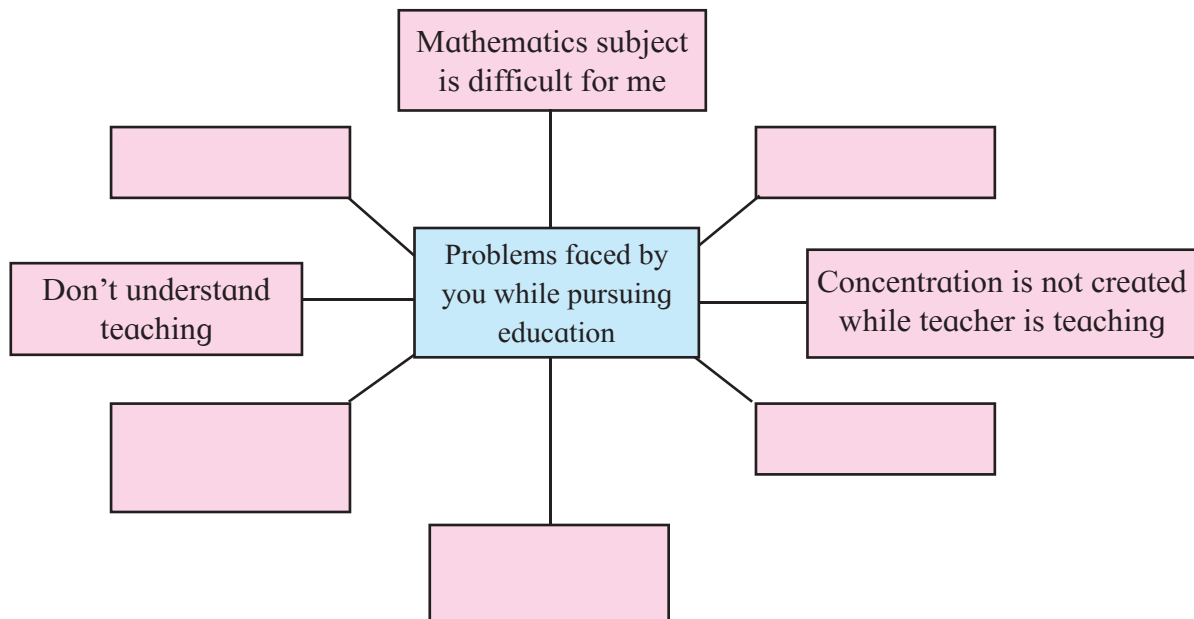 Mathematics subject
is difficult for me
Problems faced by
you while pursuing
education
Don’t understand
teaching
Concentration is not created
while teacher is teaching